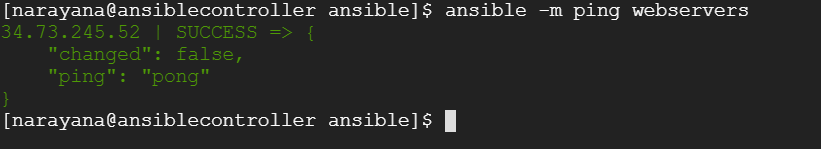 [narayana@ansiblecontroller ansible]$ ansible -m ping webservers
34.73.245.52 | SUCCESS => {
    "changed": false,
    "ping": "pong"
}
[narayana@ansiblecontroller ansible]$